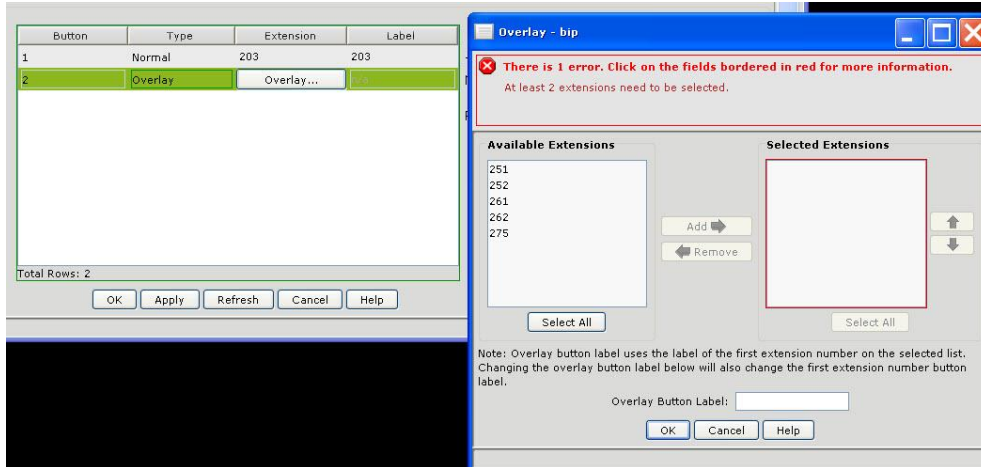 Button Type Extension Label
1 Normal 203 203
2 Overlay Overlay... n/a
Total Rows: 2
OK Apply Refresh Cancel Help
Overlay - bip
There is 1 error. Click on the fields bordered in red for more information.
At least 2 extensions need to be selected.
Available Extensions Selected Extensions
251
252
261
262
275
Add
Remove
Select All Select All
Note: Overlay button label uses the label of the first extension number on the selected list.
Changing the overlay button label below will also change the first extension number button
label.
Overlay Button Label:
OK Cancel Help